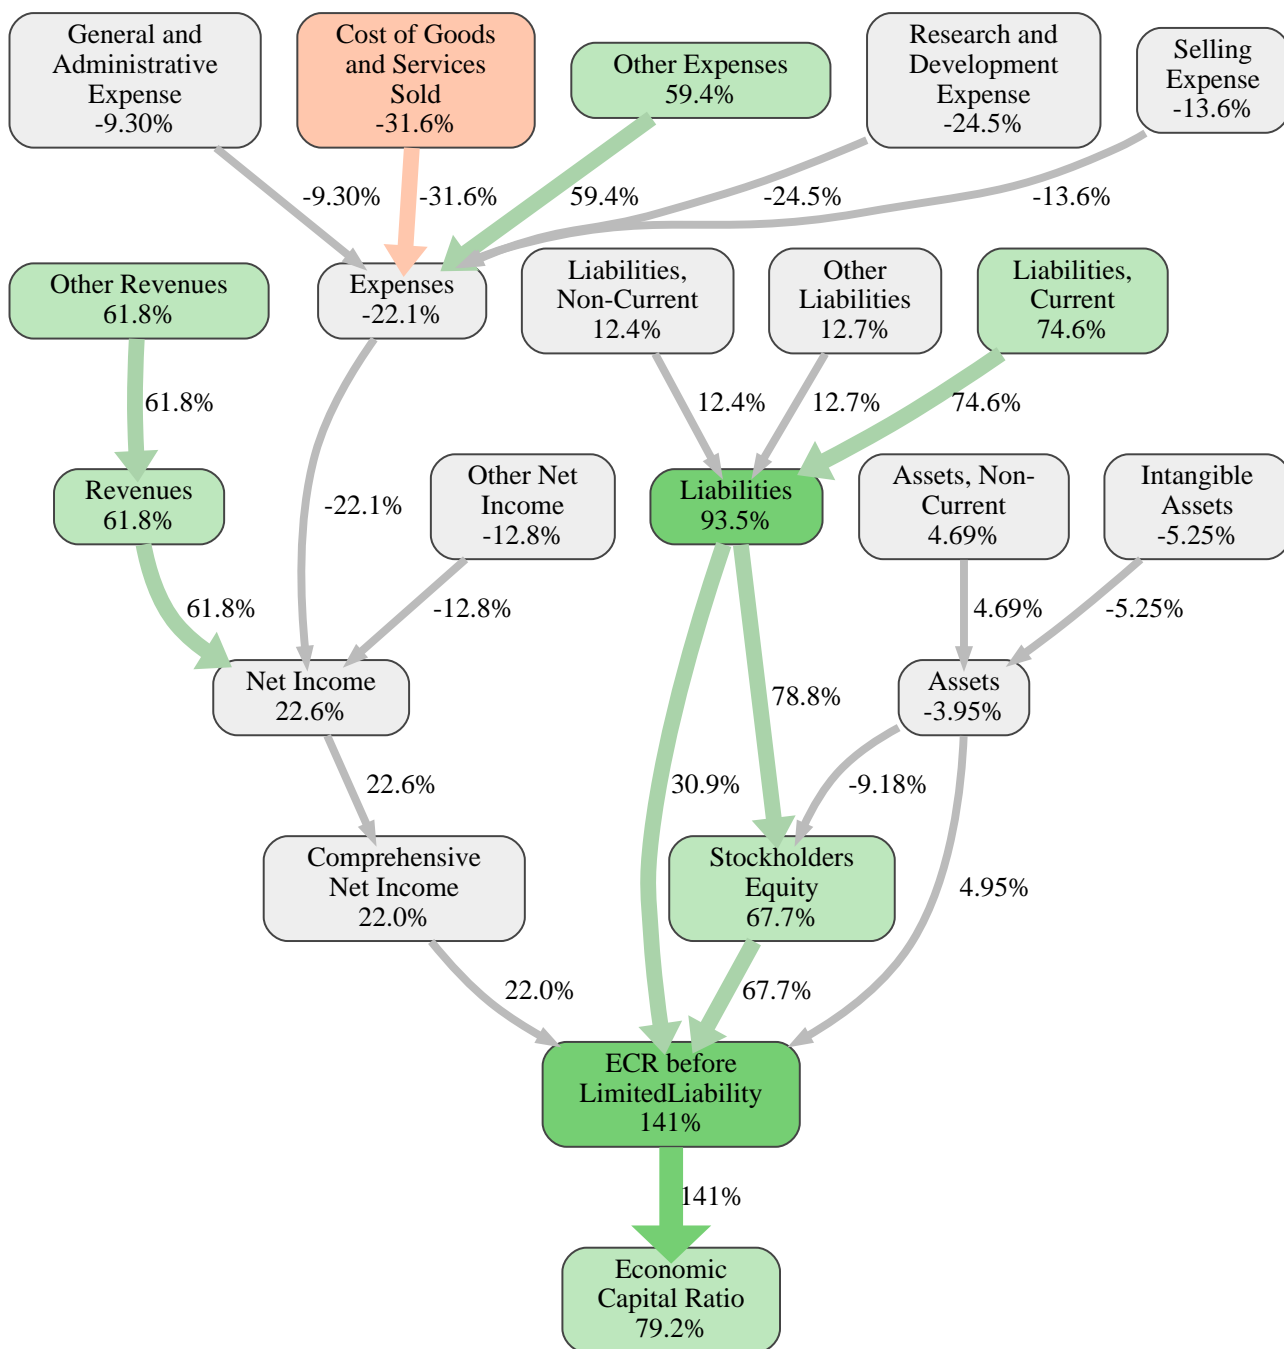 General and
Administrative
Expense
-9.30%
Cost of Goods
and Services
Sold
-31.6%
Other Expenses
59.4%
Research and
Development
Expense
-24.5%
Selling
Expense
-13.6%
-9.30%
-31.6%
59.4%
-24.5%
-13.6%
Other Revenues
61.8%
Expenses
-22.1%
Liabilities,
Non-Current
12.4%
Other
Liabilities
12.7%
Liabilities,
Current
74.6%
61.8%
12.4%
12.7%
74.6%
Revenues
61.8%
-22.1%
Other Net
Income
-12.8%
Liabilities
93.5%
Assets, Non-
Current
4.69%
Intangible
Assets
-5.25%
61.8%
-12.8%
4.69%
-5.25%
Net Income
22.6%
78.8%
Assets
-3.95%
22.6%
30.9%
-9.18%
Comprehensive
Net Income
22.0%
Stockholders
Equity
67.7%
4.95%
22.0%
67.7%
ECR before
LimitedLiability
141%
141%
Economic
Capital Ratio
79.2%